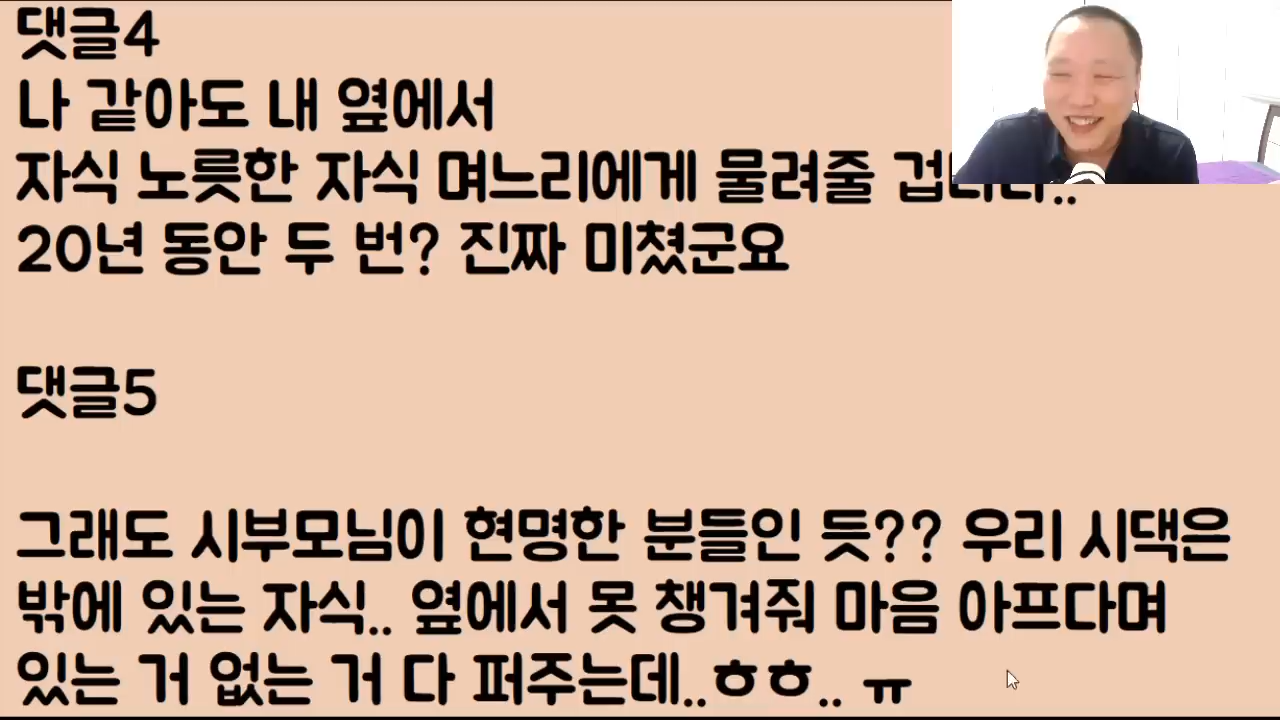 댓글4
나 같아도 내 옆에서
자식 노릇한 자식 며느리에게 물려줄
20년 동안 두 번? 진짜 미쳤군요
댓글5
그래도 시부모님이 현명한 분들인 듯?? 우리 시댁은
밖에 있는 자식.. 옆에서 못 챙겨줘 마음 아프다며
있는 거 없는 거 다 퍼주는데..ㅎㅎ.. ㅠ